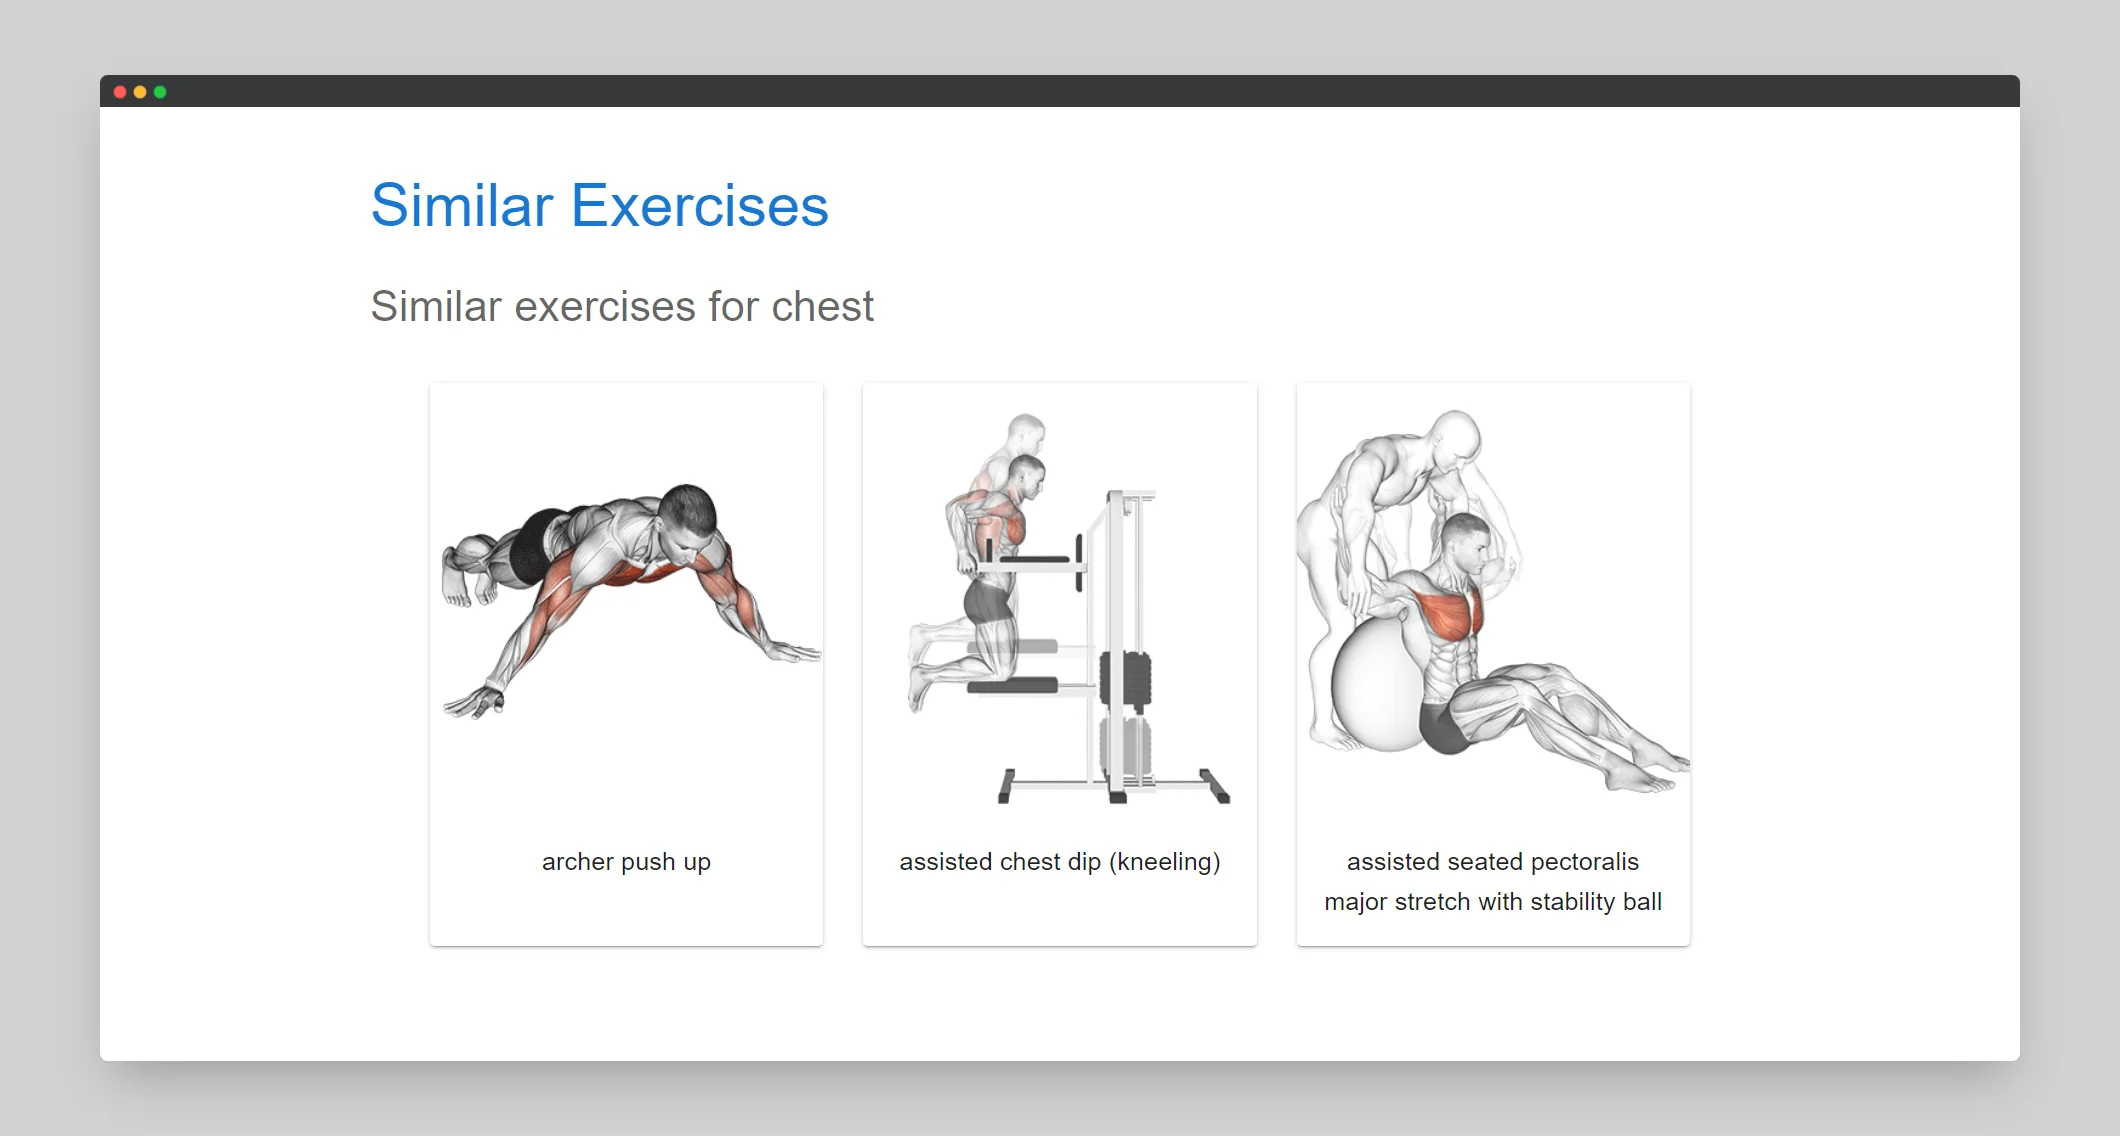 Similar Exercises
Similar exercises for chest
archer push up
assisted chest dip (kneeling)
assisted seated pectoralis
major stretch with stability ball